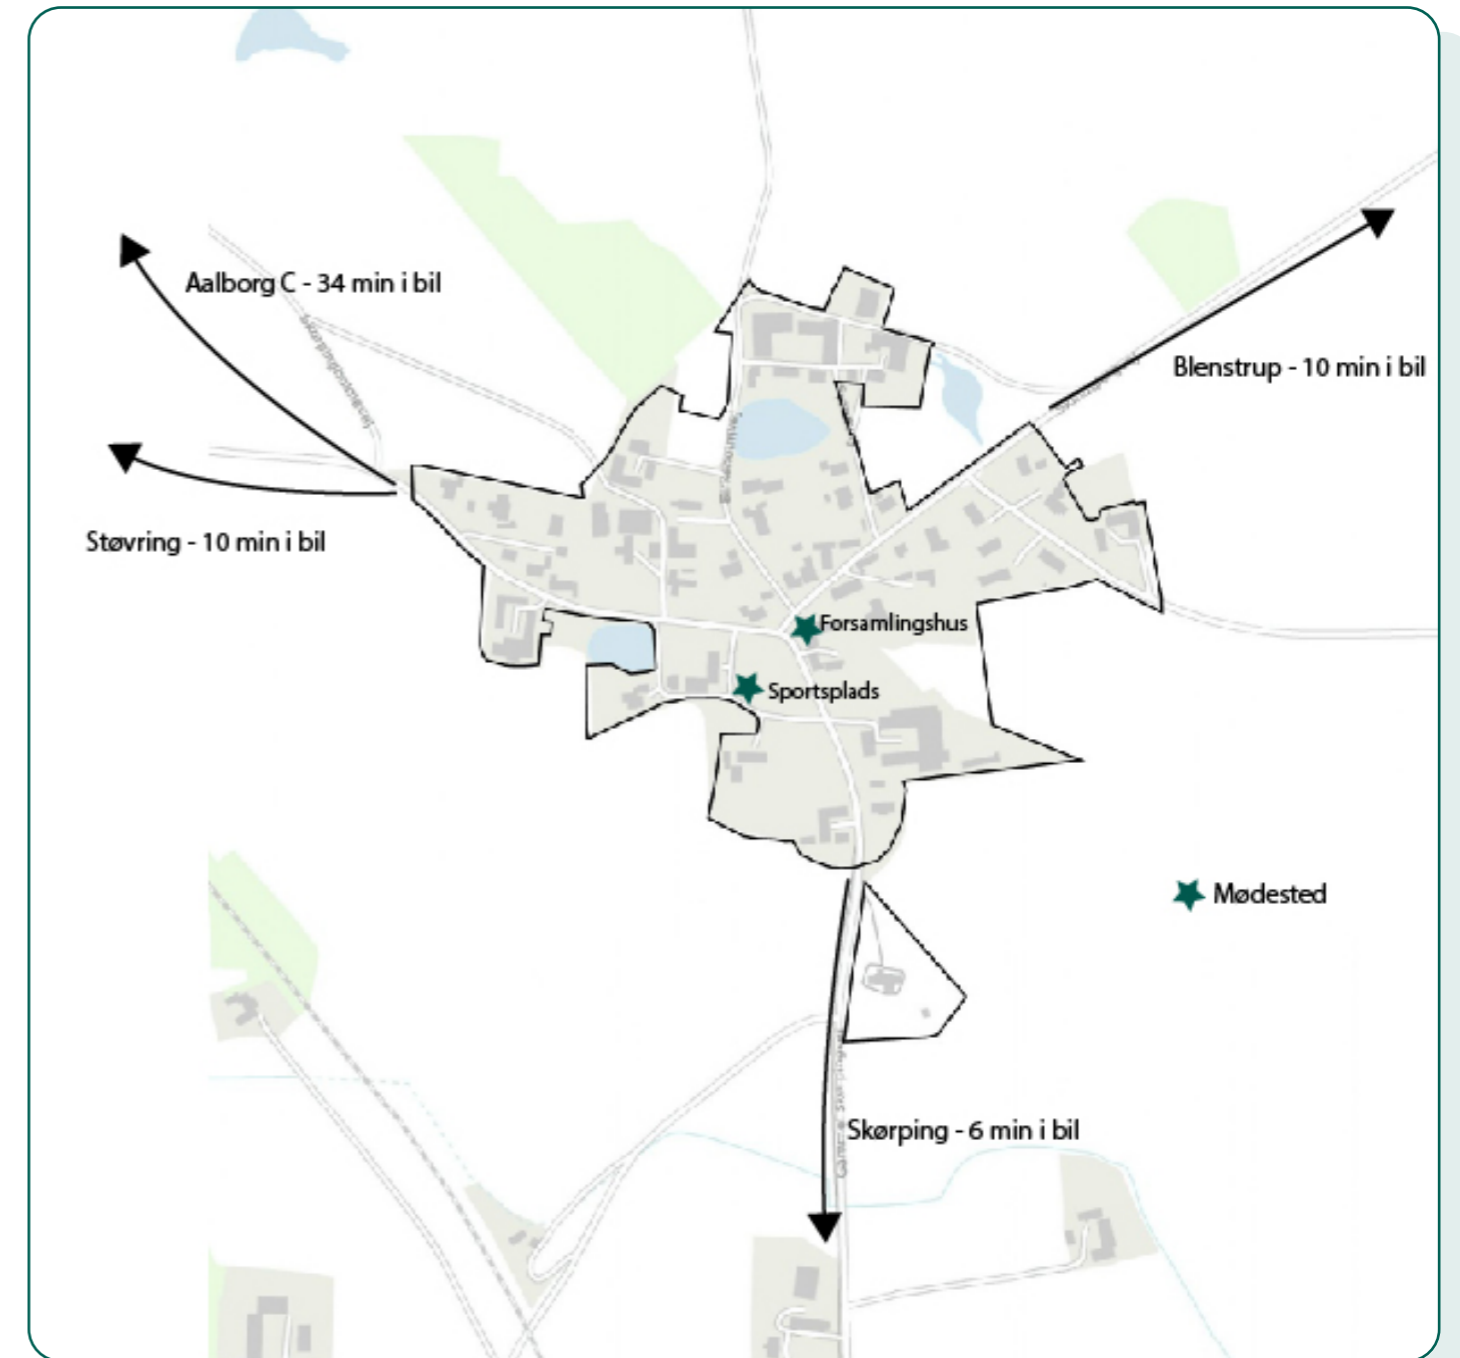 Aalborg C - 34 min i bil
Blenstrup - 10 min i bil
Støvring - 10 min i bil
Forsamlingshus
Sportsplads
Mødested
Skørping - 6 min i bil